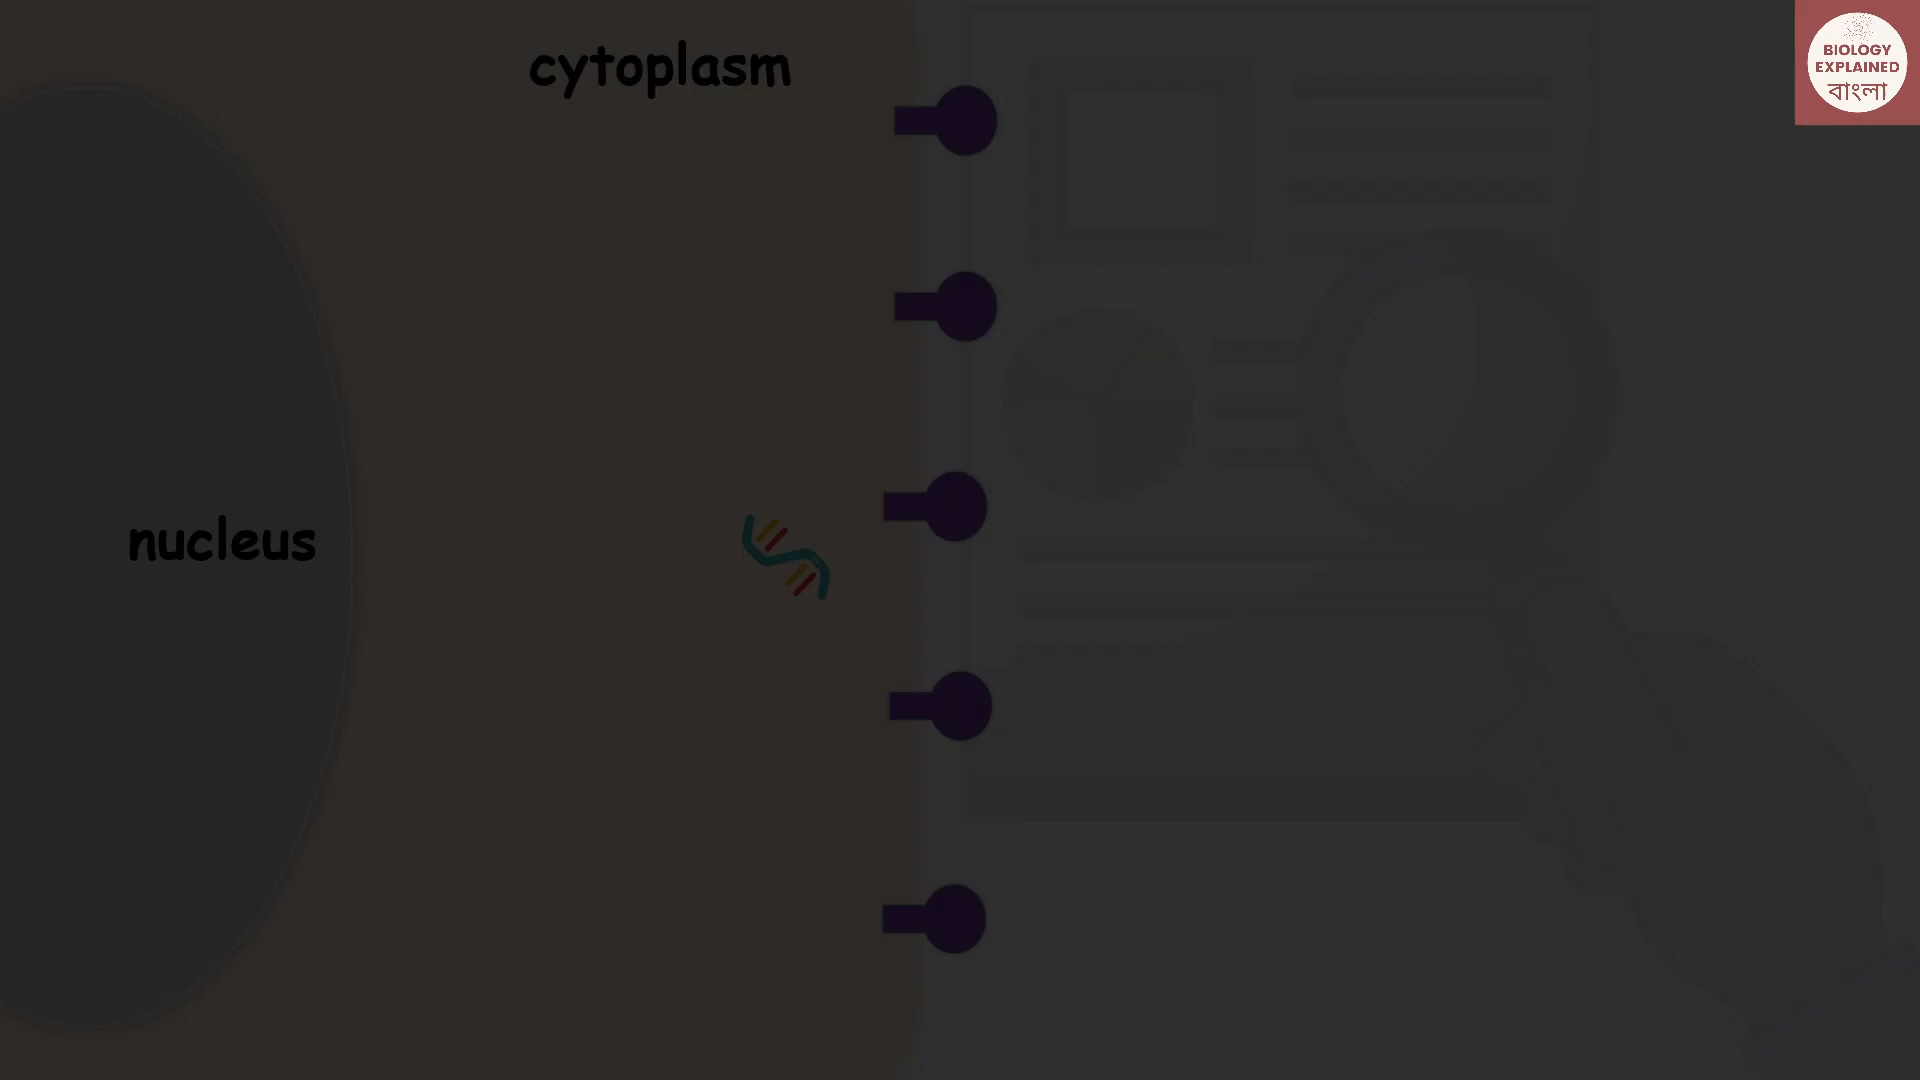 cytoplasm
BIOLOGY
EXPLAINED
বাংলা
nucleus